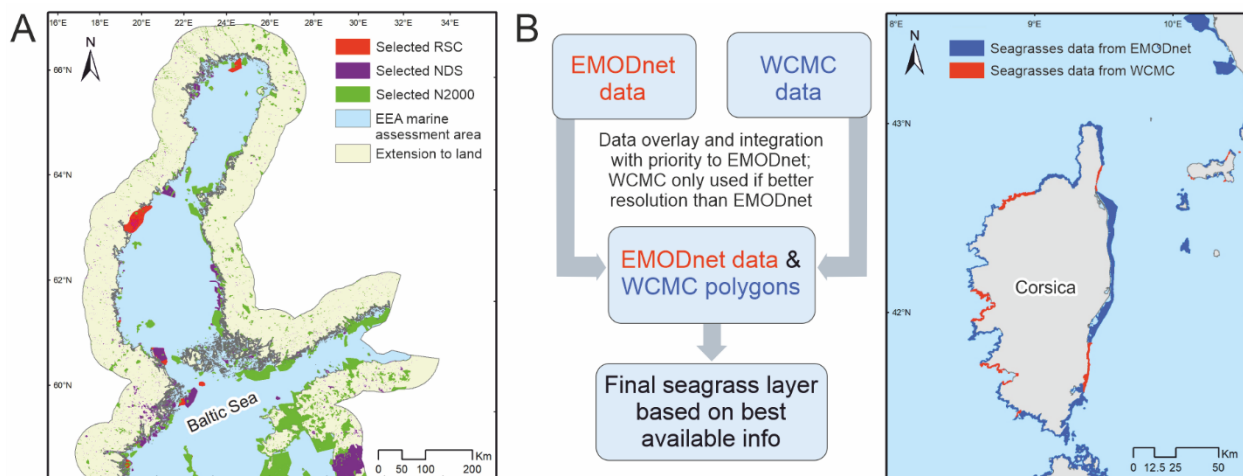 A
16°E 18°E 20°E 22°E 24°E 26°E 28°E
N
66°N
64°N
62°N
60°N
Selected RSC
Selected NDS
Selected N2000
EEA marine
assessment area
Extension to land
Baltic Sea
Km
0 50 100 200
B
EMODnet
data
WCMC
data
Data overlay and integration
with priority to EMODnet;
WCMC only used if better
resolution than EMODnet
EMODnet data &
WCMC polygons
Final seagrass layer
based on best
available info
8°E 9°E 10°E
N
Seagrasses data from EMODnet
Seagrasses data from WCMC
43°N
42°N
Corsica
Km
0 12.5 25 50